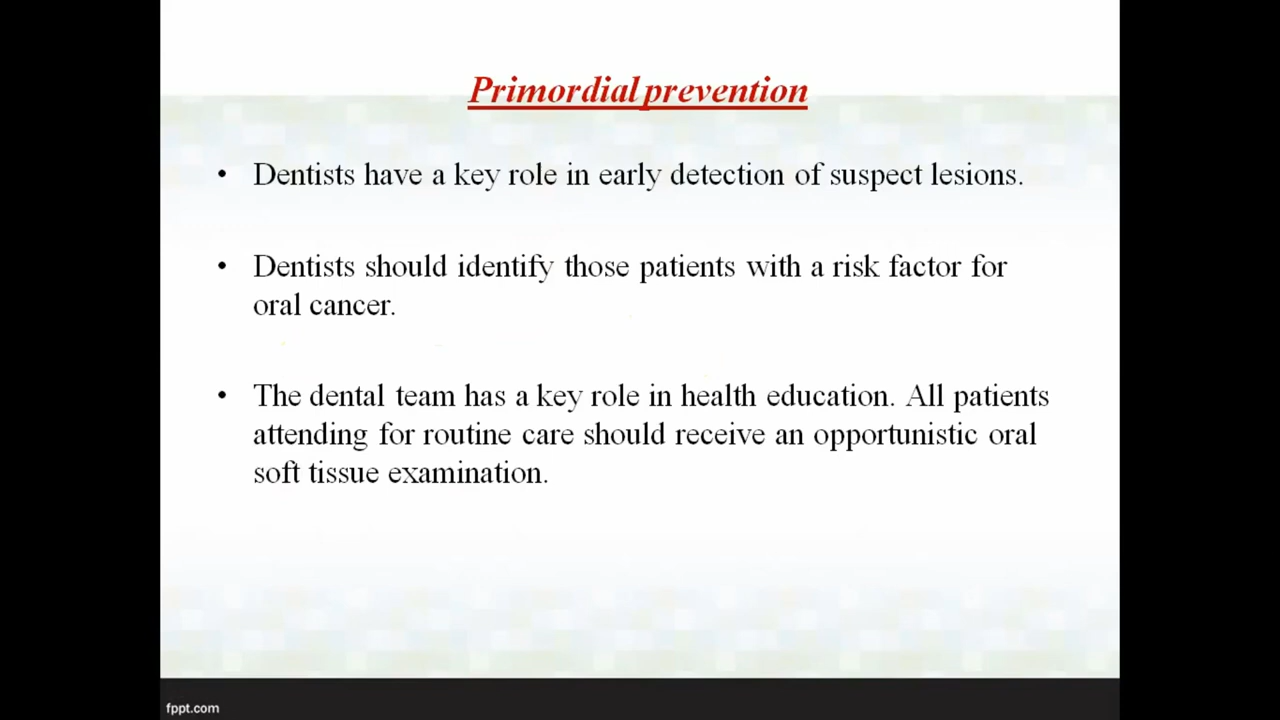 Primordial prevention
• Dentists have a key role in early detection of suspect lesions.
• Dentists should identify those patients with a risk factor for
oral cancer.
• The dental team has a key role in health education. All patients
attending for routine care should receive an opportunistic oral
soft tissue examination.
fppt.com